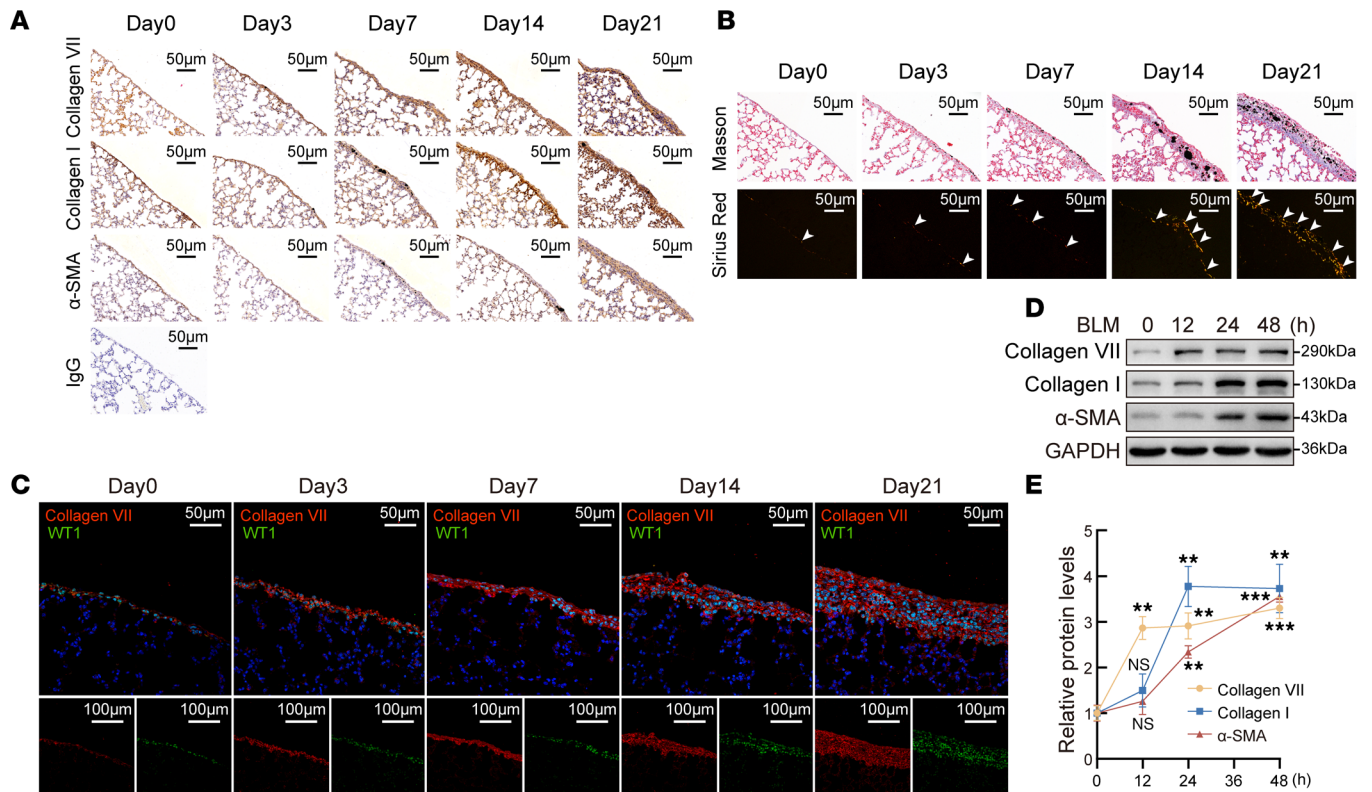 A
Day0 Day3 Day7 Day14 Day21
Collagen VII
50μm 50μm 50μm 50μm 50μm
Collagen I
50μm 50μm 50μm 50μm 50μm
α-SMA
50μm 50μm 50μm 50μm 50μm
IgG
50μm
B
Day0 Day3 Day7 Day14 Day21
Masson
50μm 50μm 50μm 50μm 50μm
Sirius Red
50μm 50μm 50μm 50μm 50μm
D
BLM 0 12 24 48 (h)
Collagen VII -290kDa
Collagen I -130kDa
α-SMA -43kDa
GAPDH -36kDa
C
Day0 Day3 Day7 Day14 Day21
Collagen VII 50μm Collagen VII 50μm Collagen VII 50μm Collagen VII 50μm Collagen VII 50μm
WT1 WT1 WT1 WT1 WT1
100μm 100μm 100μm 100μm 100μm 100μm 100μm 100μm 100μm 100μm
E
Relative protein levels
5
4
3
2
1
0
** **
*** 
** **
***
NS
**
NS
Collagen VII
Collagen I
α-SMA
0 12 24 36 48 (h)